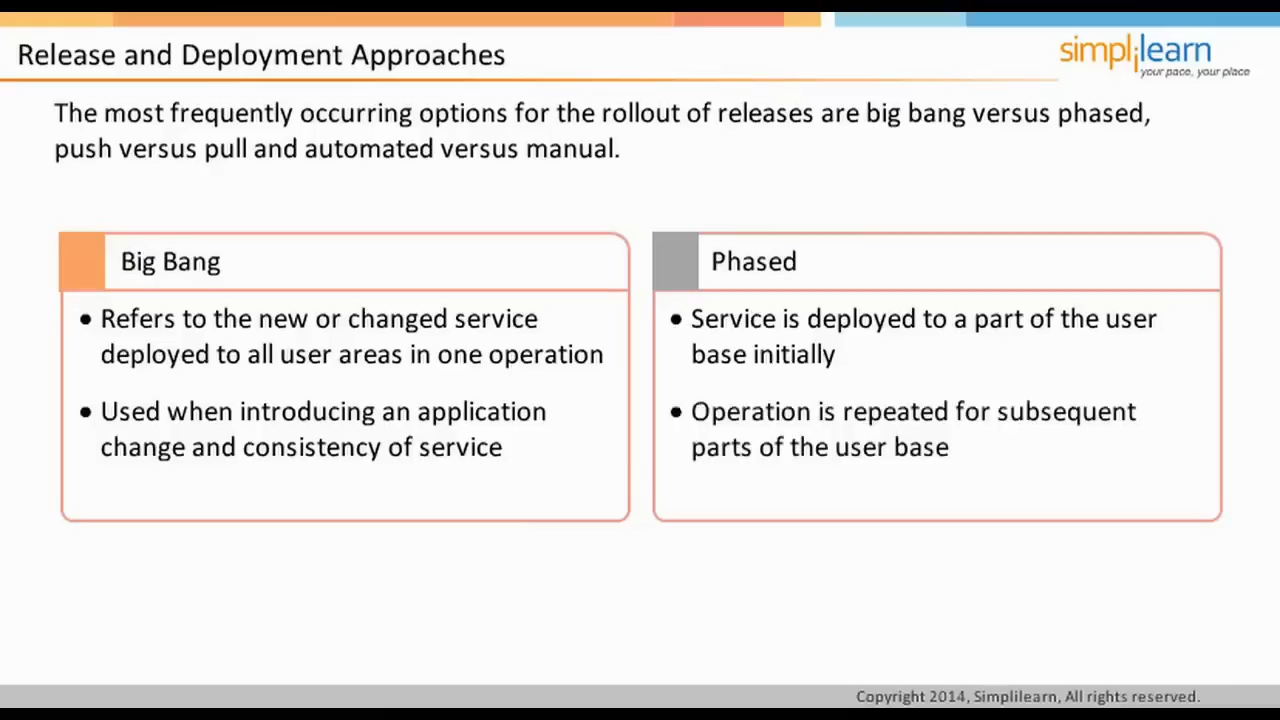 Release and Deployment Approaches
simplilearn
your pace, your place
The most frequently occurring options for the rollout of releases are big bang versus phased,
push versus pull and automated versus manual.
Big Bang
• Refers to the new or changed service
deployed to all user areas in one operation
• Used when introducing an application
change and consistency of service
Phased
• Service is deployed to a part of the user
base initially
• Operation is repeated for subsequent
parts of the user base
Copyright 2014, Simplilearn, All rights reserved.